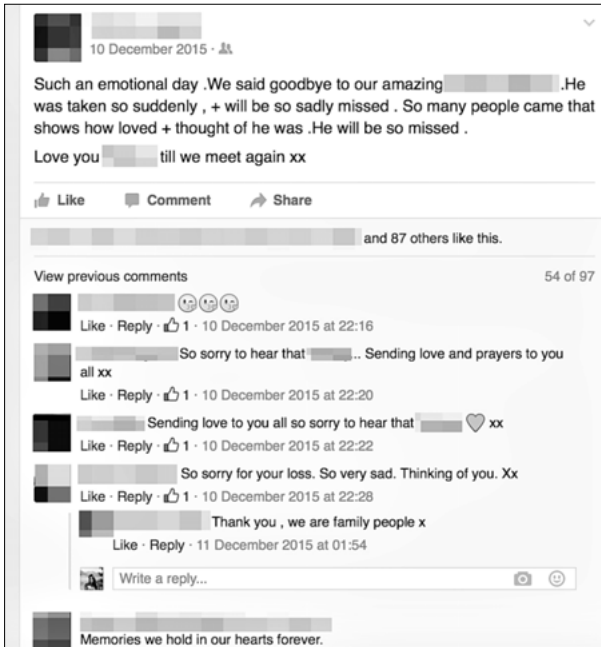 10 December 2015 ·
Such an emotional day .We said goodbye to our amazing .He
was taken so suddenly , + will be so sadly missed . So many people came that
shows how loved + thought of he was .He will be so missed .
Love you till we meet again xx
Like Comment Share
and 87 others like this.
View previous comments 54 of 97
😘😘😘
Like · Reply · 1 · 10 December 2015 at 22:16
So sorry to hear that ... Sending love and prayers to you
all xx
Like · Reply · 1 · 10 December 2015 at 22:20
Sending love to you all so sorry to hear that ♡ xx
Like · Reply · 1 · 10 December 2015 at 22:22
So sorry for your loss. So very sad. Thinking of you. Xx
Like · Reply · 1 · 10 December 2015 at 22:28
Thank you , we are family people x
Like · Reply · 11 December 2015 at 01:54
Write a reply...
Memories we hold in our hearts forever.